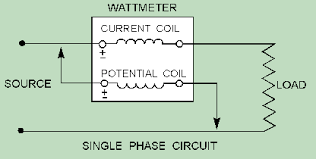 WATTMETER
CURRENT COIL
±
SOURCE
POTENTIAL COIL
±
LOAD
SINGLE PHASE CIRCUIT